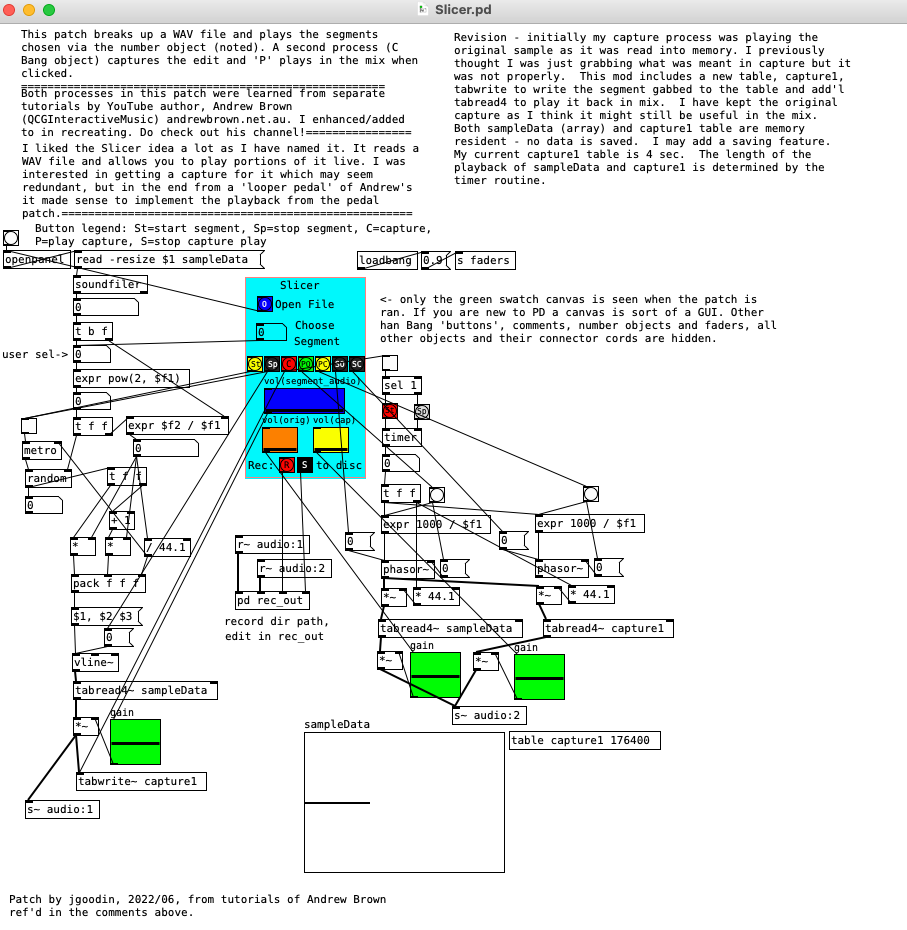 Slicer.pd
This patch breaks up a WAV file and plays the segments
chosen via the number object (noted). A second process (C
Bang object) captures the edit and 'P' plays in the mix when
clicked.
=======================================================
Both processes in this patch were learned from separate
tutorials by YouTube author, Andrew Brown
(QCGInteractiveMusic) andrewbrown.net.au. I enhanced/added
to in recreating. Do check out his channel!================
I liked the Slicer idea a lot as I have named it. It reads a
WAV file and allows you to play portions of it live. I was
interested in getting a capture for it which may seem
redundant, but in the end from a 'looper pedal' of Andrew's
it made sense to implement the playback from the pedal
patch.=====================================================
Button legend: St=start segment, Sp=stop segment, C=capture,
P=play capture, S=stop capture play
Revision - initially my capture process was playing the
original sample as it was read into memory. I previously
thought I was just grabbing what was meant in capture but it
was not properly.  This mod includes a new table, capture1,
tabwrite to write the segment gabbed to the table and add'l
tabread4 to play it back in mix.  I have kept the original
capture as I think it might still be useful in the mix.
Both sampleData (array) and capture1 table are memory
resident - no data is saved.  I may add a saving feature.
My current capture1 table is 4 sec.  The length of the
playback of sampleData and capture1 is determined by the
timer routine.
openpanel
read -resize $1 sampleData
loadbang
0.9
s faders
soundfiler
0
t b f
user sel->
0
expr pow(2, $f1)
0
t f f
expr $f2 / $f1
0
metro
random
0
t f f
+ 1
*
*
/ 44.1
pack f f f
$1, $2 $3
0
vline~
tabread4~ sampleData
gain
*~
tabwrite~ capture1
s~ audio:1
Slicer
O
Open File
0
Choose
Segment
St
Sp
C
PO
PC
So
SC
vol(segment_audio)
vol(orig)
vol(cap)
Rec:
R
S
to disc
<- only the green swatch canvas is seen when the patch is
ran. If you are new to PD a canvas is sort of a GUI. Other
han Bang 'buttons', comments, number objects and faders, all
other objects and their connector cords are hidden.
sel 1
St
Sp
timer
0
t f f
expr 1000 / $f1
expr 1000 / $f1
0
0
phasor~
0
phasor~
0
*~
* 44.1
*~
* 44.1
tabread4~ sampleData
tabread4~ capture1
gain
gain
*~
*~
s~ audio:2
r~ audio:1
r~ audio:2
pd rec_out
record dir path,
edit in rec_out
sampleData
table capture1 176400
Patch by jgoodin, 2022/06, from tutorials of Andrew Brown
ref'd in the comments above.